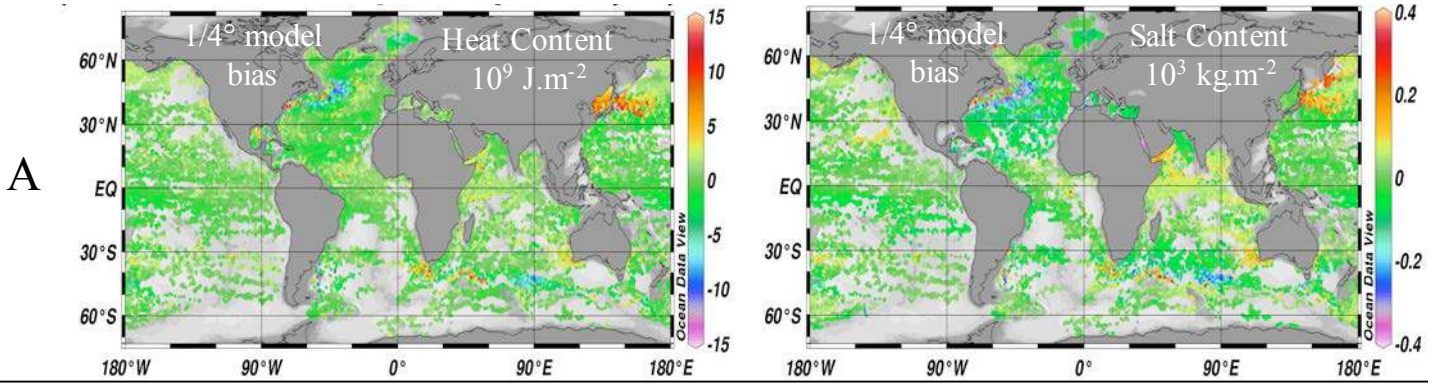 A
1/4° model
bias
Heat Content
10⁹ J.m⁻²
60°N
30°N
EQ
30°S
60°S
180°W
90°W
0°
90°E
180°E
15
10
5
0
-5
-10
-15
Ocean Data View
1/4° model
bias
Salt Content
10³ kg.m⁻²
60°N
30°N
EQ
30°S
60°S
180°W
90°W
0°
90°E
180°E
0.4
0.2
0
-0.2
-0.4
Ocean Data View